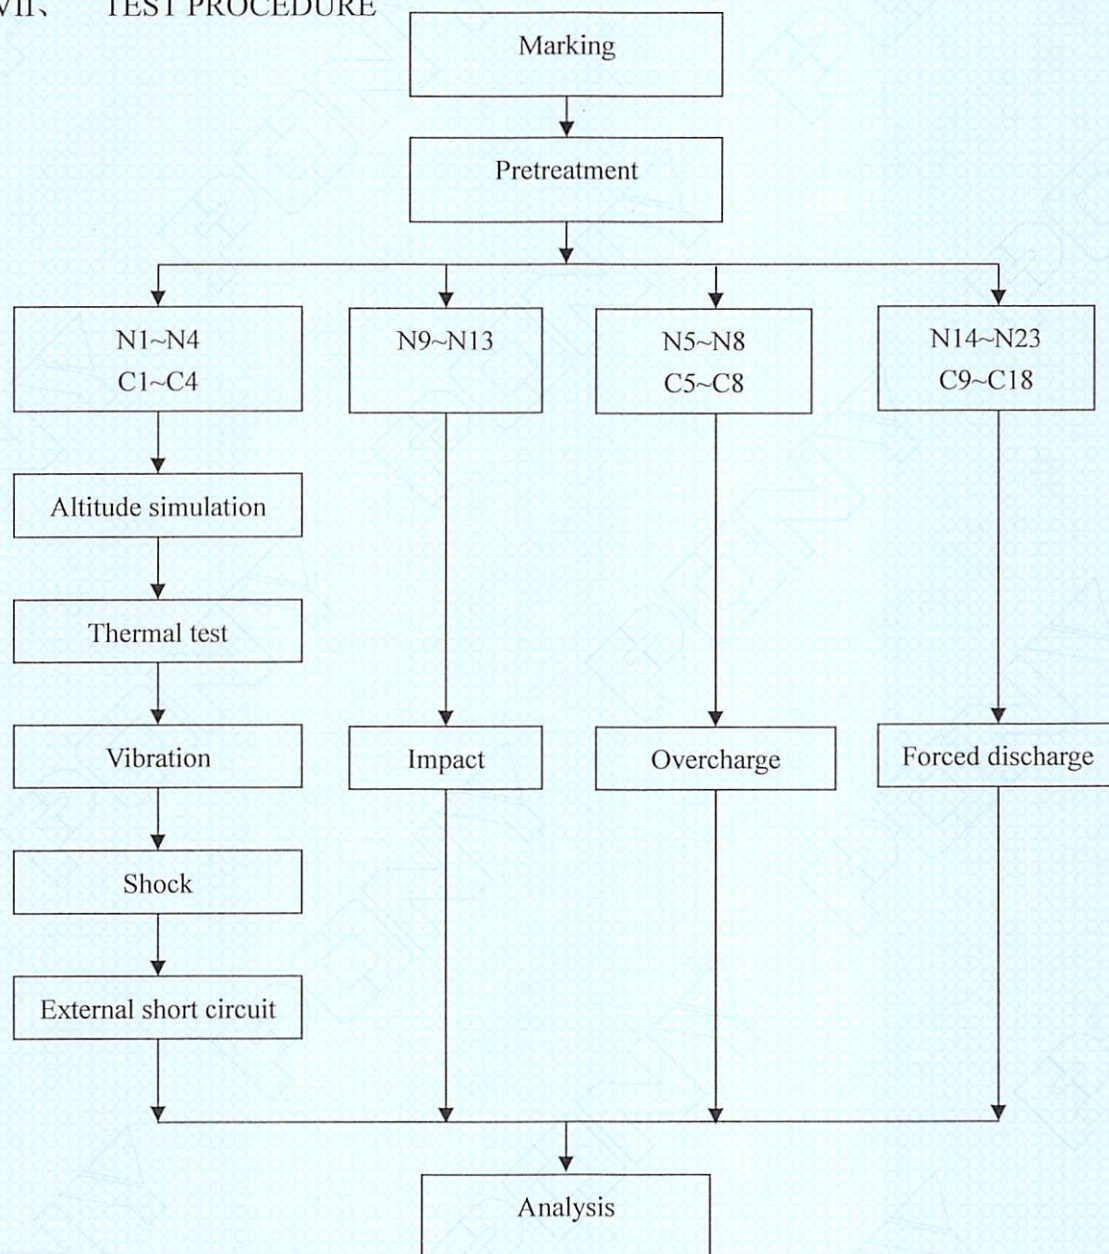 VII、 TEST PROCEDURE
Marking
Pretreatment
N1~N4
C1~C4
N9~N13
N5~N8
C5~C8
N14~N23
C9~C18
Altitude simulation
Thermal test
Vibration
Impact
Overcharge
Forced discharge
Shock
External short circuit
Analysis